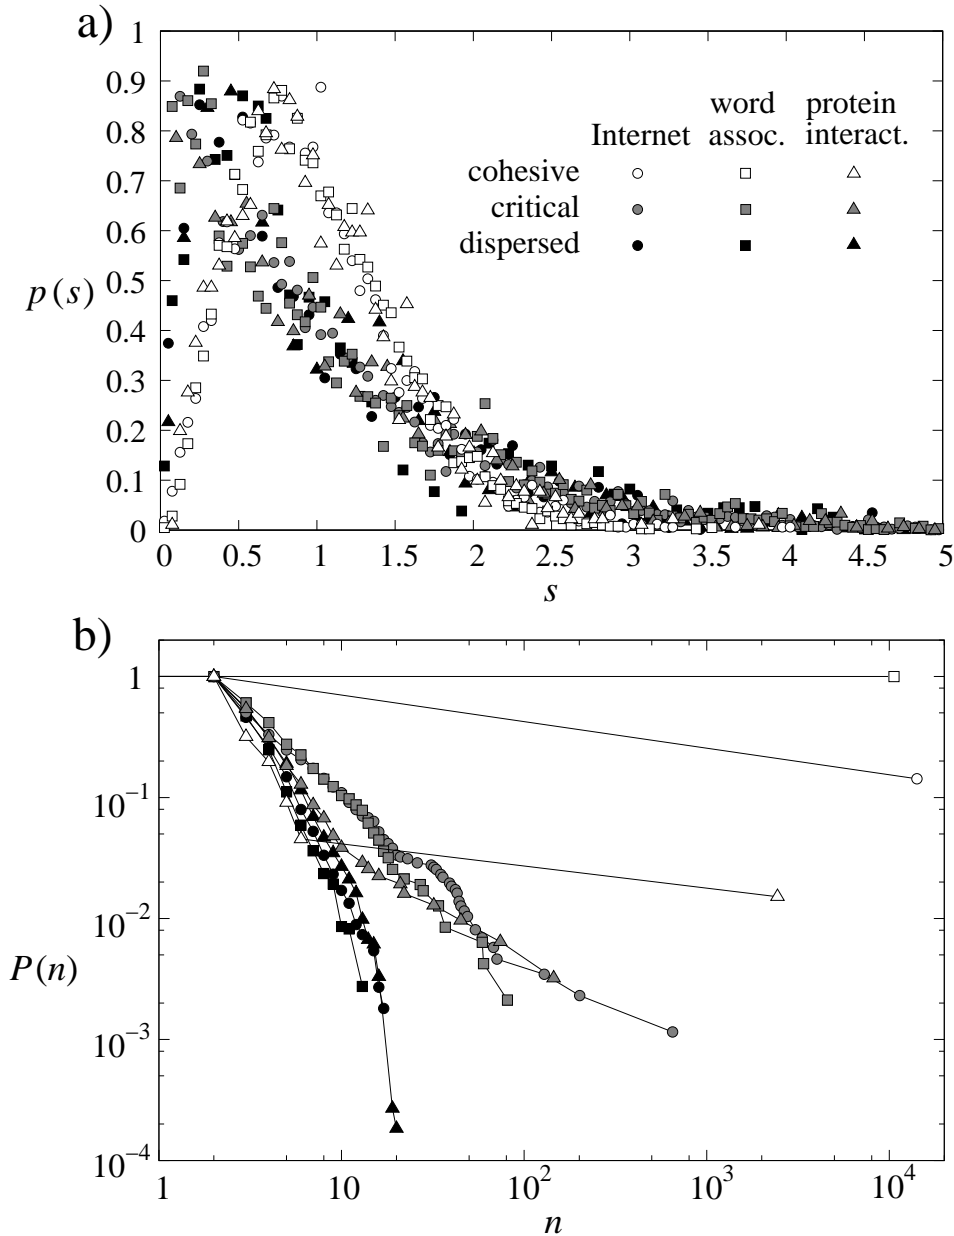 a)
1
0.9
0.8
0.7
0.6
0.5
0.4
0.3
0.2
0.1
0
p(s)
word protein
Internet assoc. interact.
cohesive
critical
dispersed
0 0.5 1 1.5 2 2.5 3 3.5 4 4.5 5
s
b)
1
10^-1
10^-2
10^-3
10^-4
P(n)
1 10 10^2 10^3 10^4
n